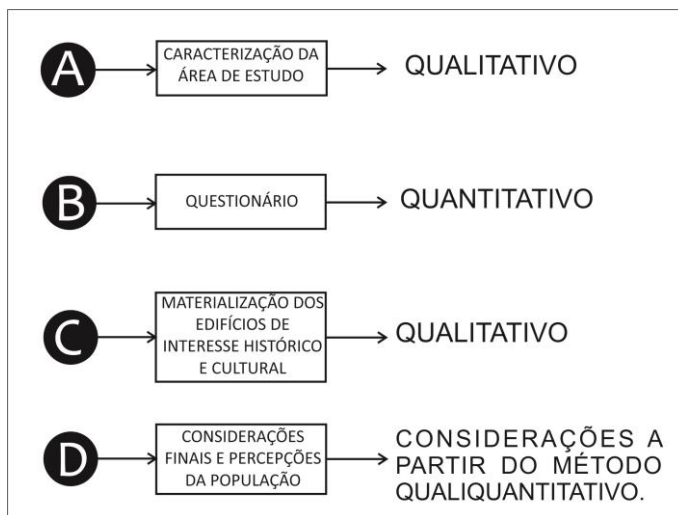 A
CARACTERIZAÇÃO DA
ÁREA DE ESTUDO
QUALITATIVO
B
QUESTIONÁRIO
QUANTITATIVO
C
MATERIALIZAÇÃO DOS
EDIFÍCIOS DE
INTERESSE HISTÓRICO
E CULTURAL
QUALITATIVO
D
CONSIDERAÇÕES
FINAIS E PERCEPÇÕES
DA POPULAÇÃO
CONSIDERAÇÕES A
PARTIR DO MÉTODO
QUALIQUANTITATIVO.